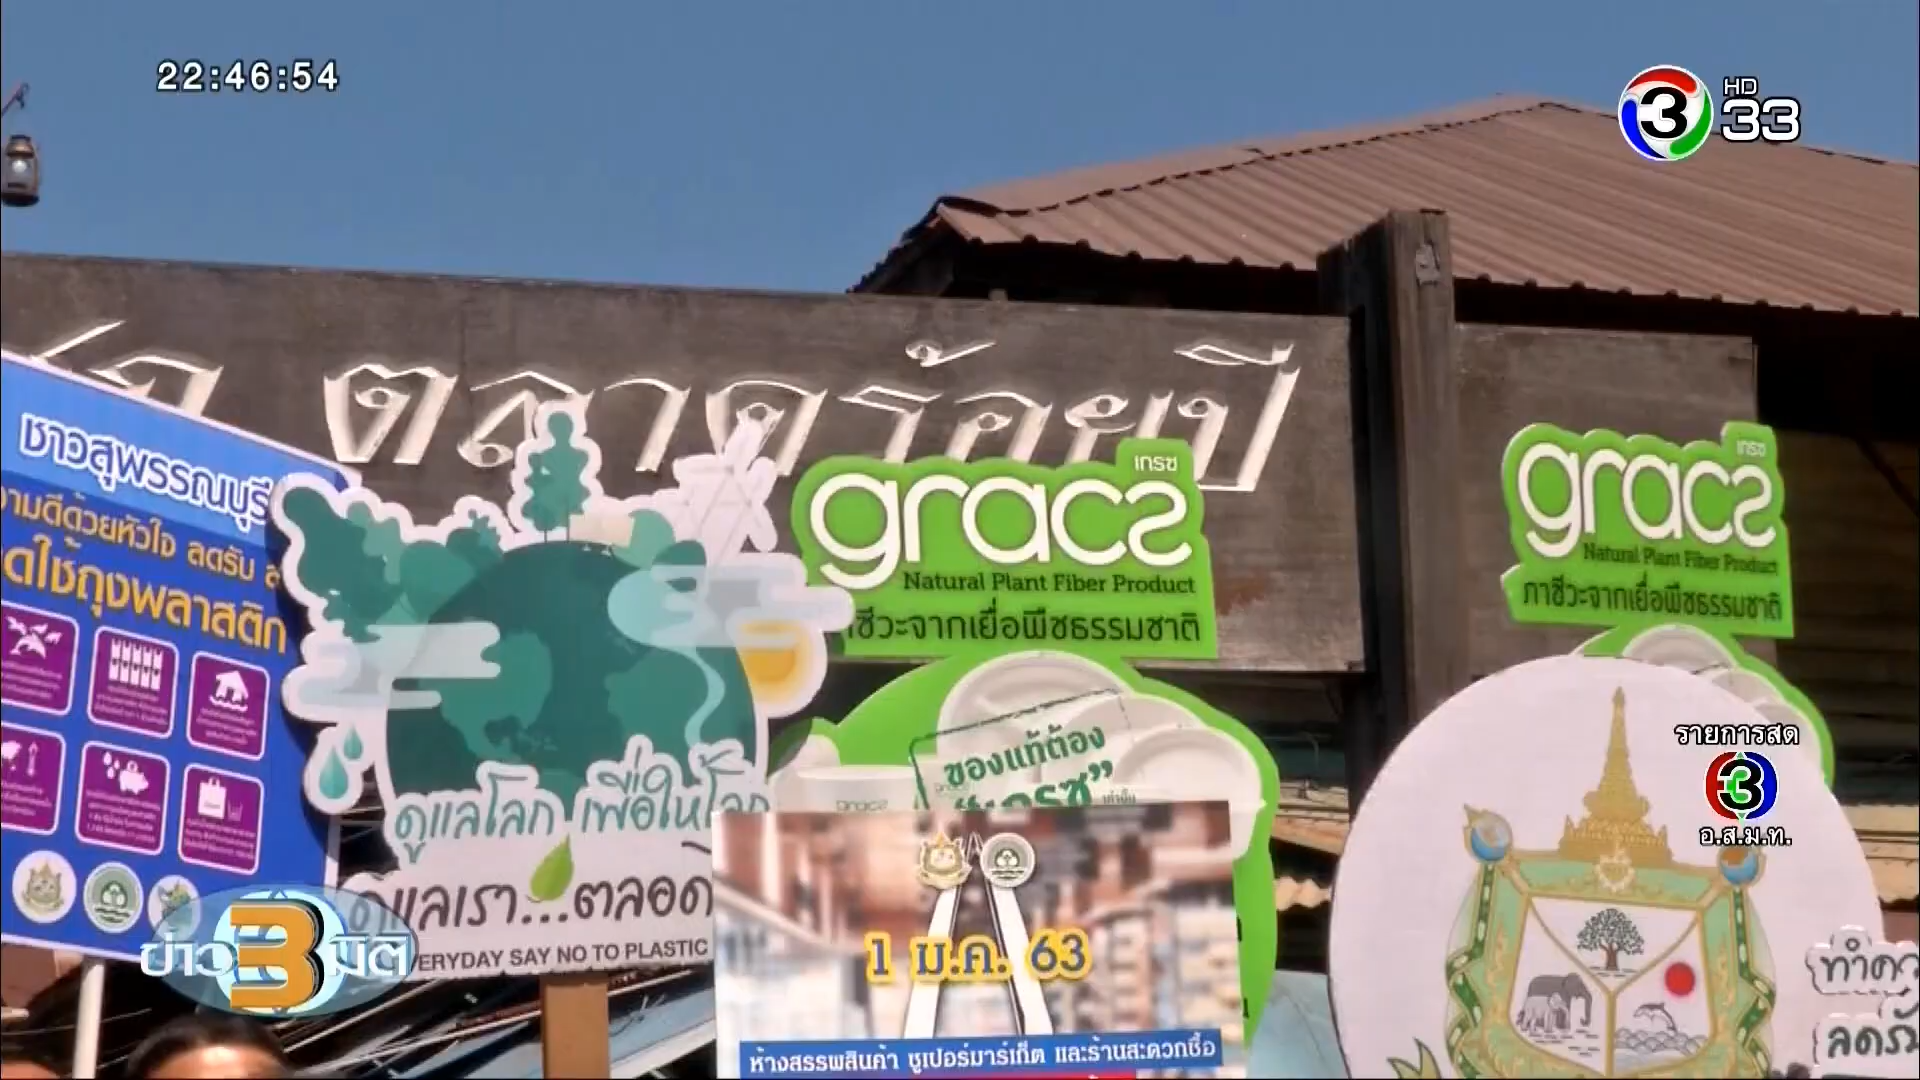 22:46:54
3 HD
33
ตลาดร้อยปี
ชาวสุพรรณบุรี
ด้วยหัวใจ ลดรับ
ใช้ถุงพลาสติก
เกรซ
gracz
Natural Plant Fiber Product
ชีวะจากเยื่อพืชธรรมชาติ
เกรซ
gracz
Natural Plant Fiber Product
ภาชีวะจากเยื่อพืชธรรมชาติ
ของแท้ต้อง
"เกรซ"
เท่านั้น
gracz
ดูแลโลก เพื่อให้โลก
ดูแลเรา...ตลอด
EVERYDAY SAY NO TO PLASTIC
1 ม.ค. 63
ห้างสรรพสินค้า ซูเปอร์มาร์เก็ต และร้านสะดวกซื้อ
รายการสด
3
อ.ส.ม.ท.
ข่าว 3 มิติ